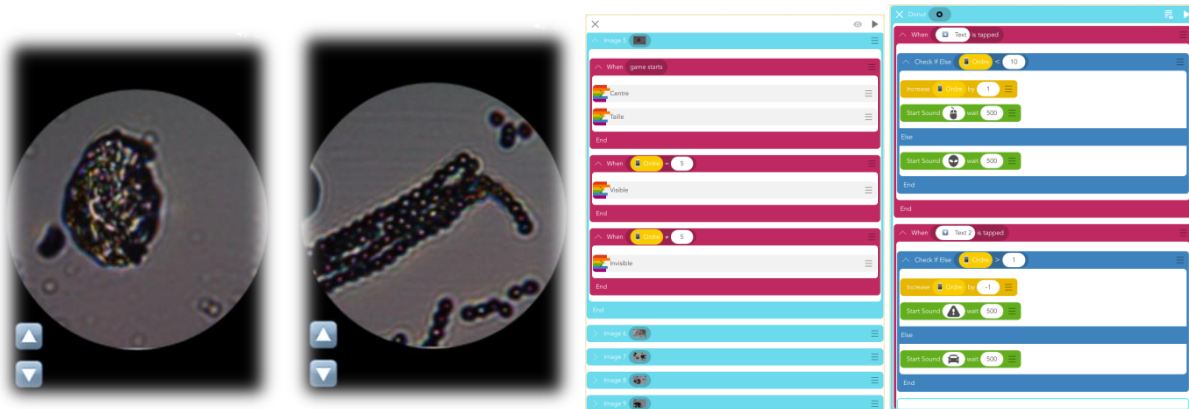 Image 5
When game starts
Centre
Taille
End
When Ordre = 5
Visible
End
When Ordre ≠ 5
Invisible
End
End
Image 6
Image 7
Image 8
Image 9
Donut
When Text is tapped
Check If Else Ordre < 10
Increase Ordre by 1
Start Sound wait 500
Else
Start Sound wait 500
End
End
When Text 2 is tapped
Check If Else Ordre > 1
Increase Ordre by -1
Start Sound wait 500
Else
Start Sound wait 500
End